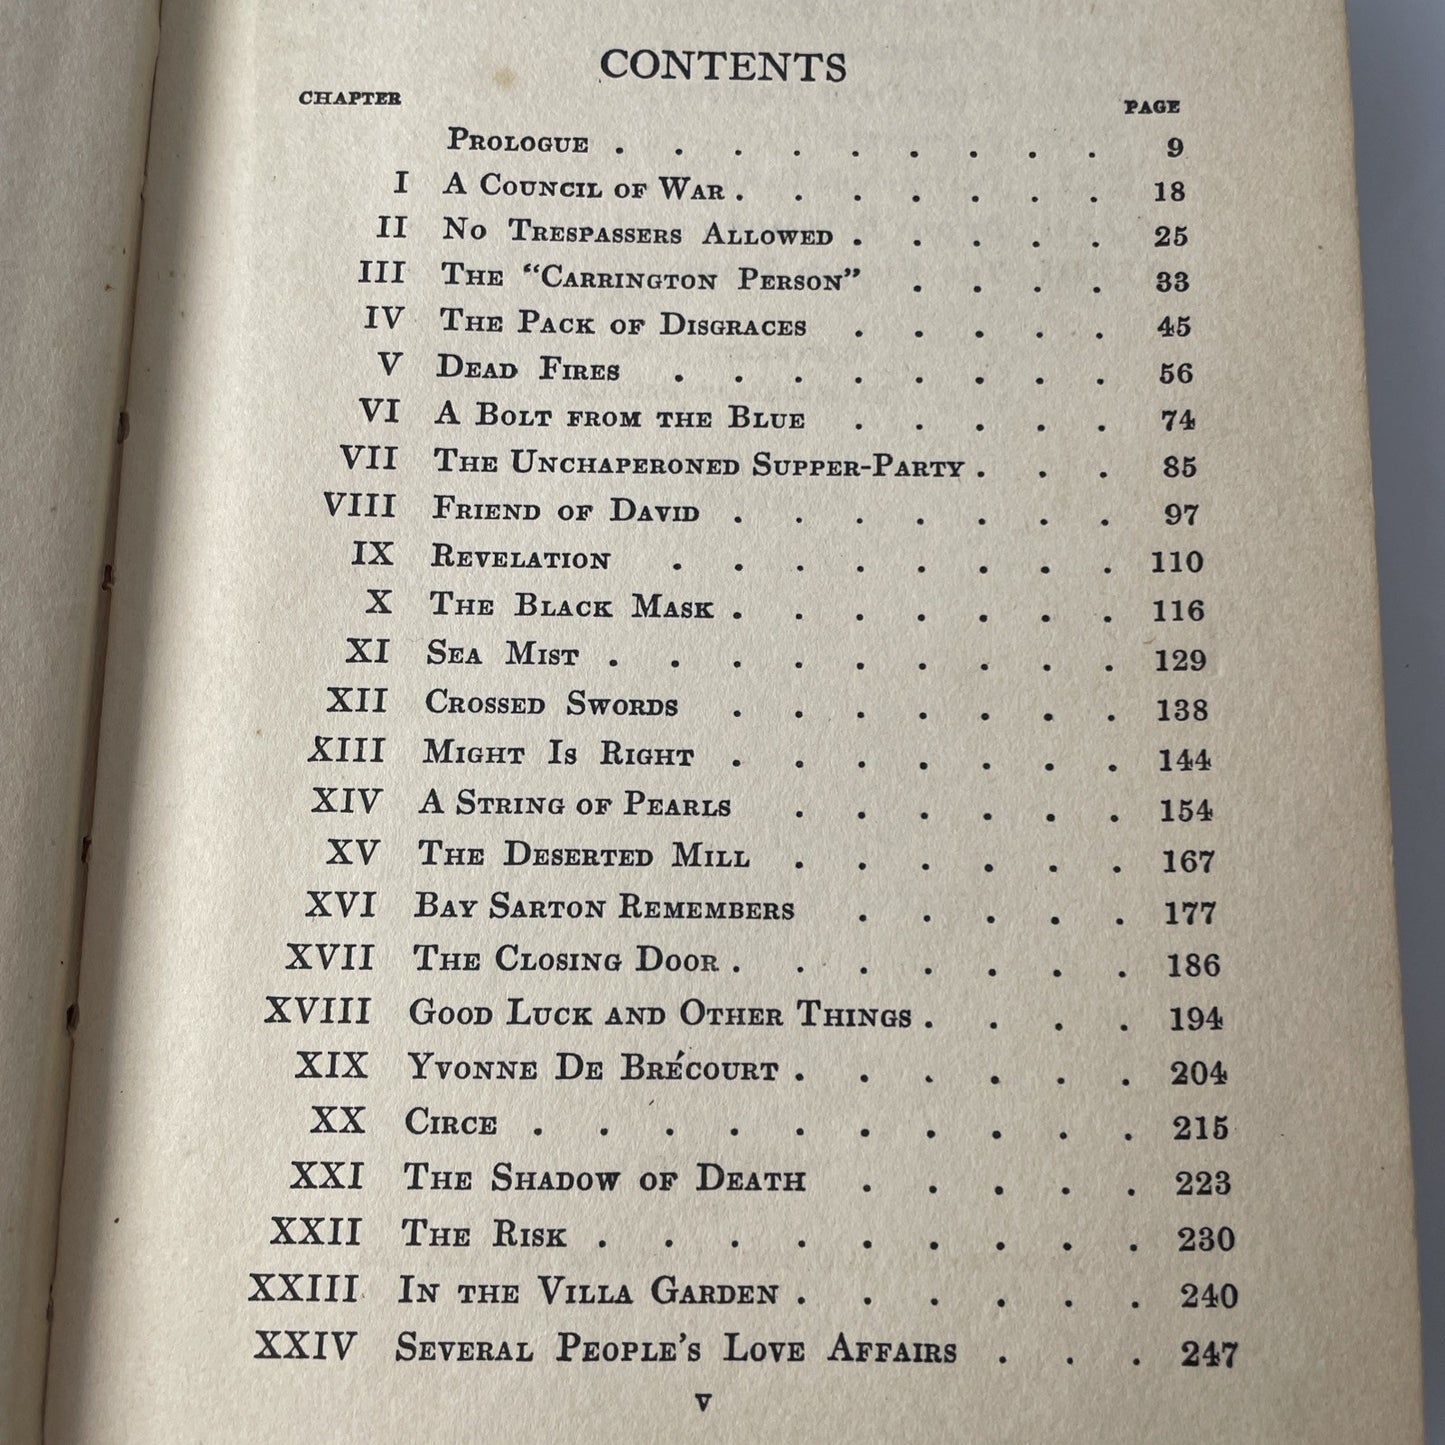 CONTENTS
CHAPTER PAGE
Prologue . . . . . . . . . 9
I A Council of War . . . . . . . 18
II No Trespassers Allowed . . . . . 25
III The “Carrington Person” . . . . 33
IV The Pack of Disgraces . . . . . 45
V Dead Fires . . . . . . . . 56
VI A Bolt from the Blue . . . . . 74
VII The Unchaperoned Supper-Party . . . 85
VIII Friend of David . . . . . . . 97
IX Revelation . . . . . . . . 110
X The Black Mask . . . . . . . 116
XI Sea Mist . . . . . . . . . 129
XII Crossed Swords . . . . . . . 138
XIII Might Is Right . . . . . . . 144
XIV A String of Pearls . . . . . . 154
XV The Deserted Mill . . . . . . 167
XVI Bay Sarton Remembers . . . . . 177
XVII The Closing Door . . . . . . . 186
XVIII Good Luck and Other Things . . . . 194
XIX Yvonne De Brécourt . . . . . . 204
XX Circe . . . . . . . . . . 215
XXI The Shadow of Death . . . . . 223
XXII The Risk . . . . . . . . . 230
XXIII In the Villa Garden . . . . . . 240
XXIV Several People’s Love Affairs . . . 247
v